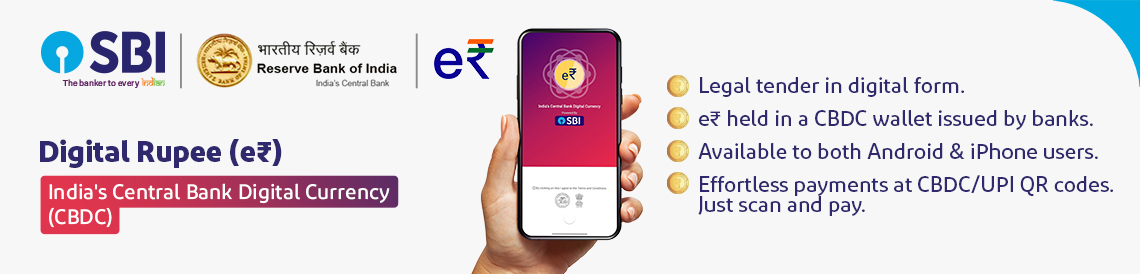 SBI
The banker to every indian
भारतीय रिज़र्व बैंक
Reserve Bank of India
India's Central Bank
e₹
Digital Rupee (e₹)
India's Central Bank Digital Currency
(CBDC)
e₹
India's Central Bank Digital Currency
Powered by
SBI
Legal tender in digital form.
e₹ held in a CBDC wallet issued by banks.
Available to both Android & iPhone users.
Effortless payments at CBDC/UPI QR codes.
Just scan and pay.